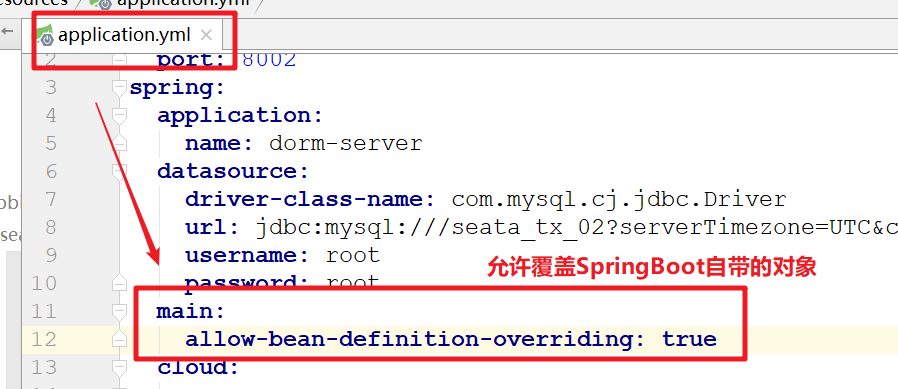 application.yml
application.yml
2 port: 8002
3 spring:
4 application:
5 name: dorm-server
6 datasource:
7 driver-class-name: com.mysql.cj.jdbc.Driver
8 url: jdbc:mysql:///seata_tx_02?serverTimezone=UTC&c
9 username: root
允许覆盖SpringBoot自带的对象
10 password: root
11 main:
12 allow-bean-definition-overriding: true
13 cloud: